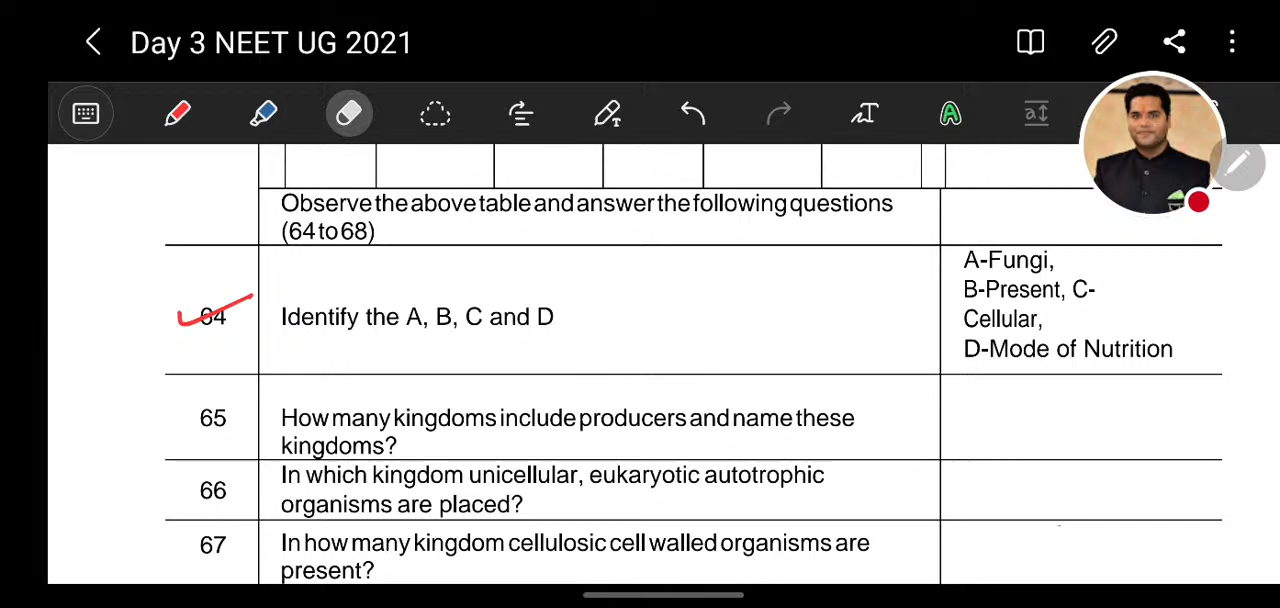 Day 3 NEET UG 2021
Observe the above table and answer the following questions
(64 to 68)
64
Identify the A, B, C and D
A-Fungi,
B-Present, C-
Cellular,
D-Mode of Nutrition
65
How many kingdoms include producers and name these
kingdoms?
66
In which kingdom unicellular, eukaryotic autotrophic
organisms are placed?
67
In how many kingdom cellulosic cell walled organisms are
present?